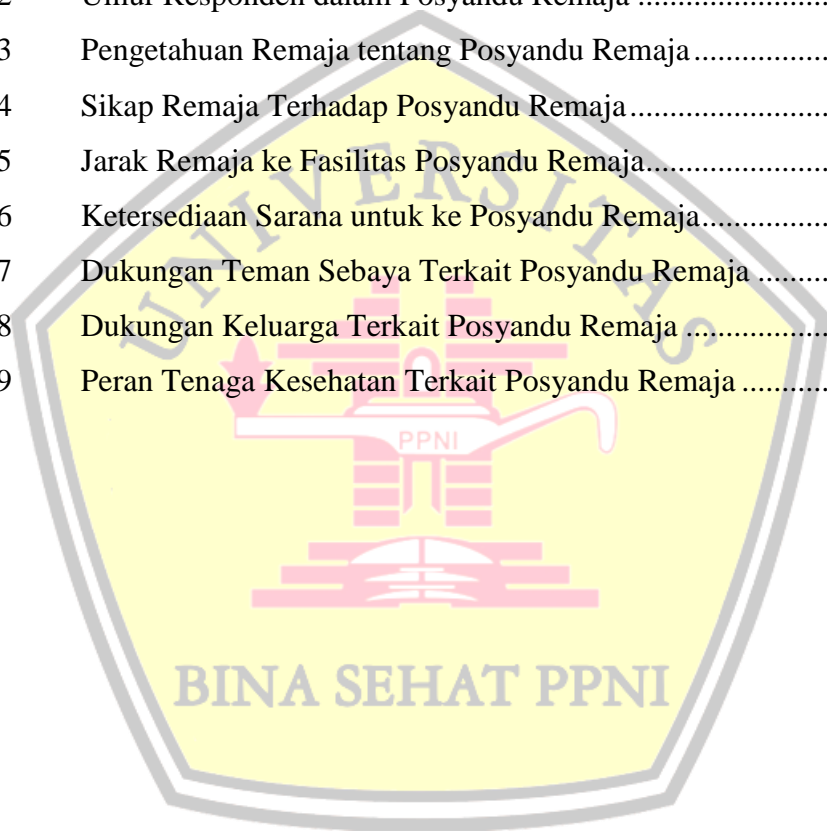 2 Umur Responden dalam Posyandu Remaja ........................
3 Pengetahuan Remaja tentang Posyandu Remaja.................
4 Sikap Remaja Terhadap Posyandu Remaja.........................
5 Jarak Remaja ke Fasilitas Posyandu Remaja.......................
6 Ketersediaan Sarana untuk ke Posyandu Remaja................
7 Dukungan Teman Sebaya Terkait Posyandu Remaja .........
8 Dukungan Keluarga Terkait Posyandu Remaja ..................
9 Peran Tenaga Kesehatan Terkait Posyandu Remaja ...........
UNIVERSITAS
PPNI
BINA SEHAT PPNI